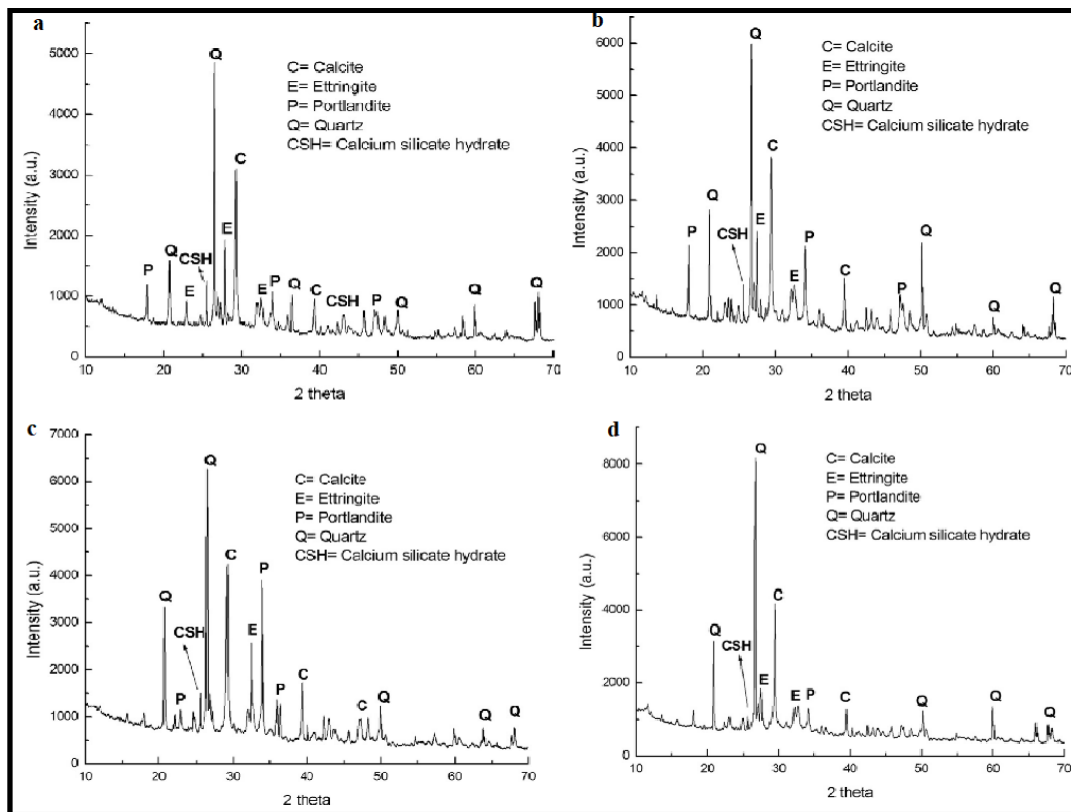 a
Q
C= Calcite
E= Ettringite
P= Portlandite
Q= Quartz
CSH= Calcium silicate hydrate
C
E
Q
CSH
P
E
E
P
Q
C
CSH
P
Q
Q
Q
Intensity (a.u.)
5000
4000
3000
2000
1000
0
10 20 30 40 50 60 70
2 theta
b
Q
C= Calcite
E= Ettringite
P= Portlandite
Q= Quartz
CSH= Calcium silicate hydrate
C
Q
CSH
E
P
P
Q
E
C
P
Q
Q
Intensity (a.u.)
6000
5000
4000
3000
2000
1000
0
10 20 30 40 50 60 70
2 theta
c
Q
C= Calcite
E= Ettringite
P= Portlandite
Q= Quartz
CSH= Calcium silicate hydrate
C
P
Q
CSH
E
P
P
C
C
Q
Q
Q
Intensity (a.u.)
7000
6000
5000
4000
3000
2000
1000
0
10 20 30 40 50 60 70
2 theta
d
Q
C= Calcite
E= Ettringite
P= Portlandite
Q= Quartz
CSH= Calcium silicate hydrate
C
Q
CSH
E
E
P
C
Q
Q
Q
Intensity (a.u.)
8000
6000
4000
2000
0
10 20 30 40 50 60 70
2 theta